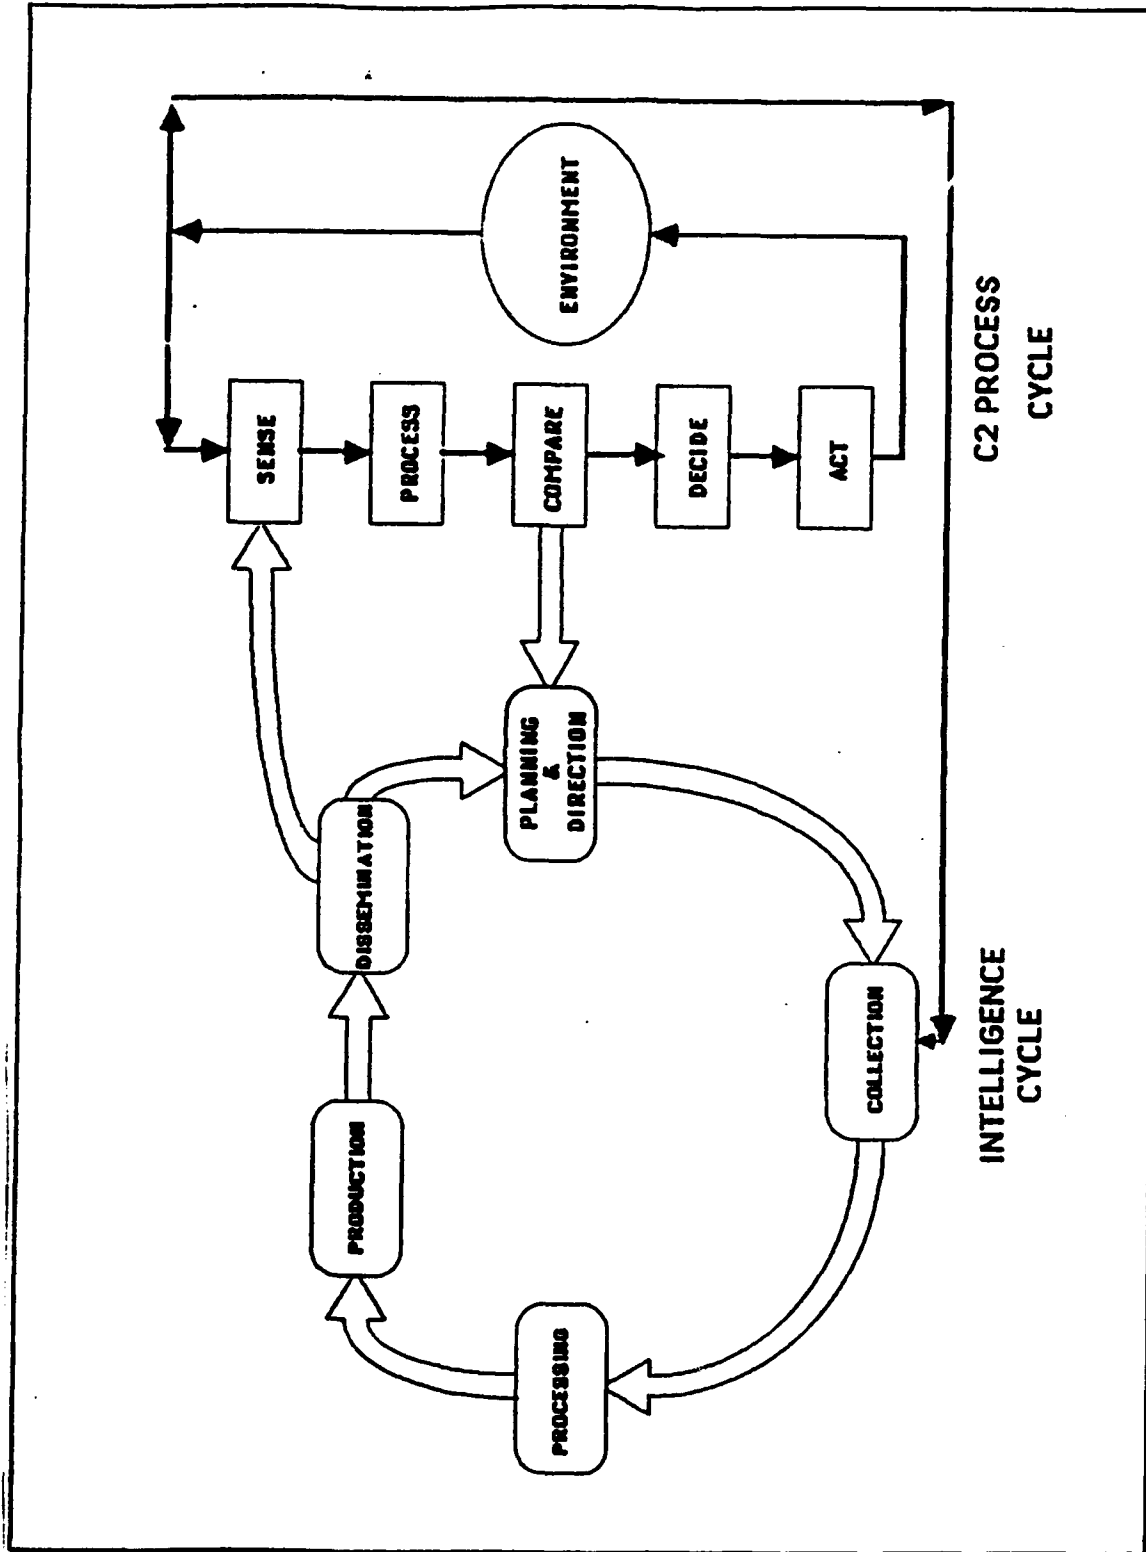 SENSE
PROCESS
COMPARE
DECIDE
ACT
ENVIRONMENT
DISSEMINATION
PLANNING
&
DIRECTION
PRODUCTION
PROCESSING
COLLECTION
INTELLIGENCE
CYCLE
C2 PROCESS
CYCLE